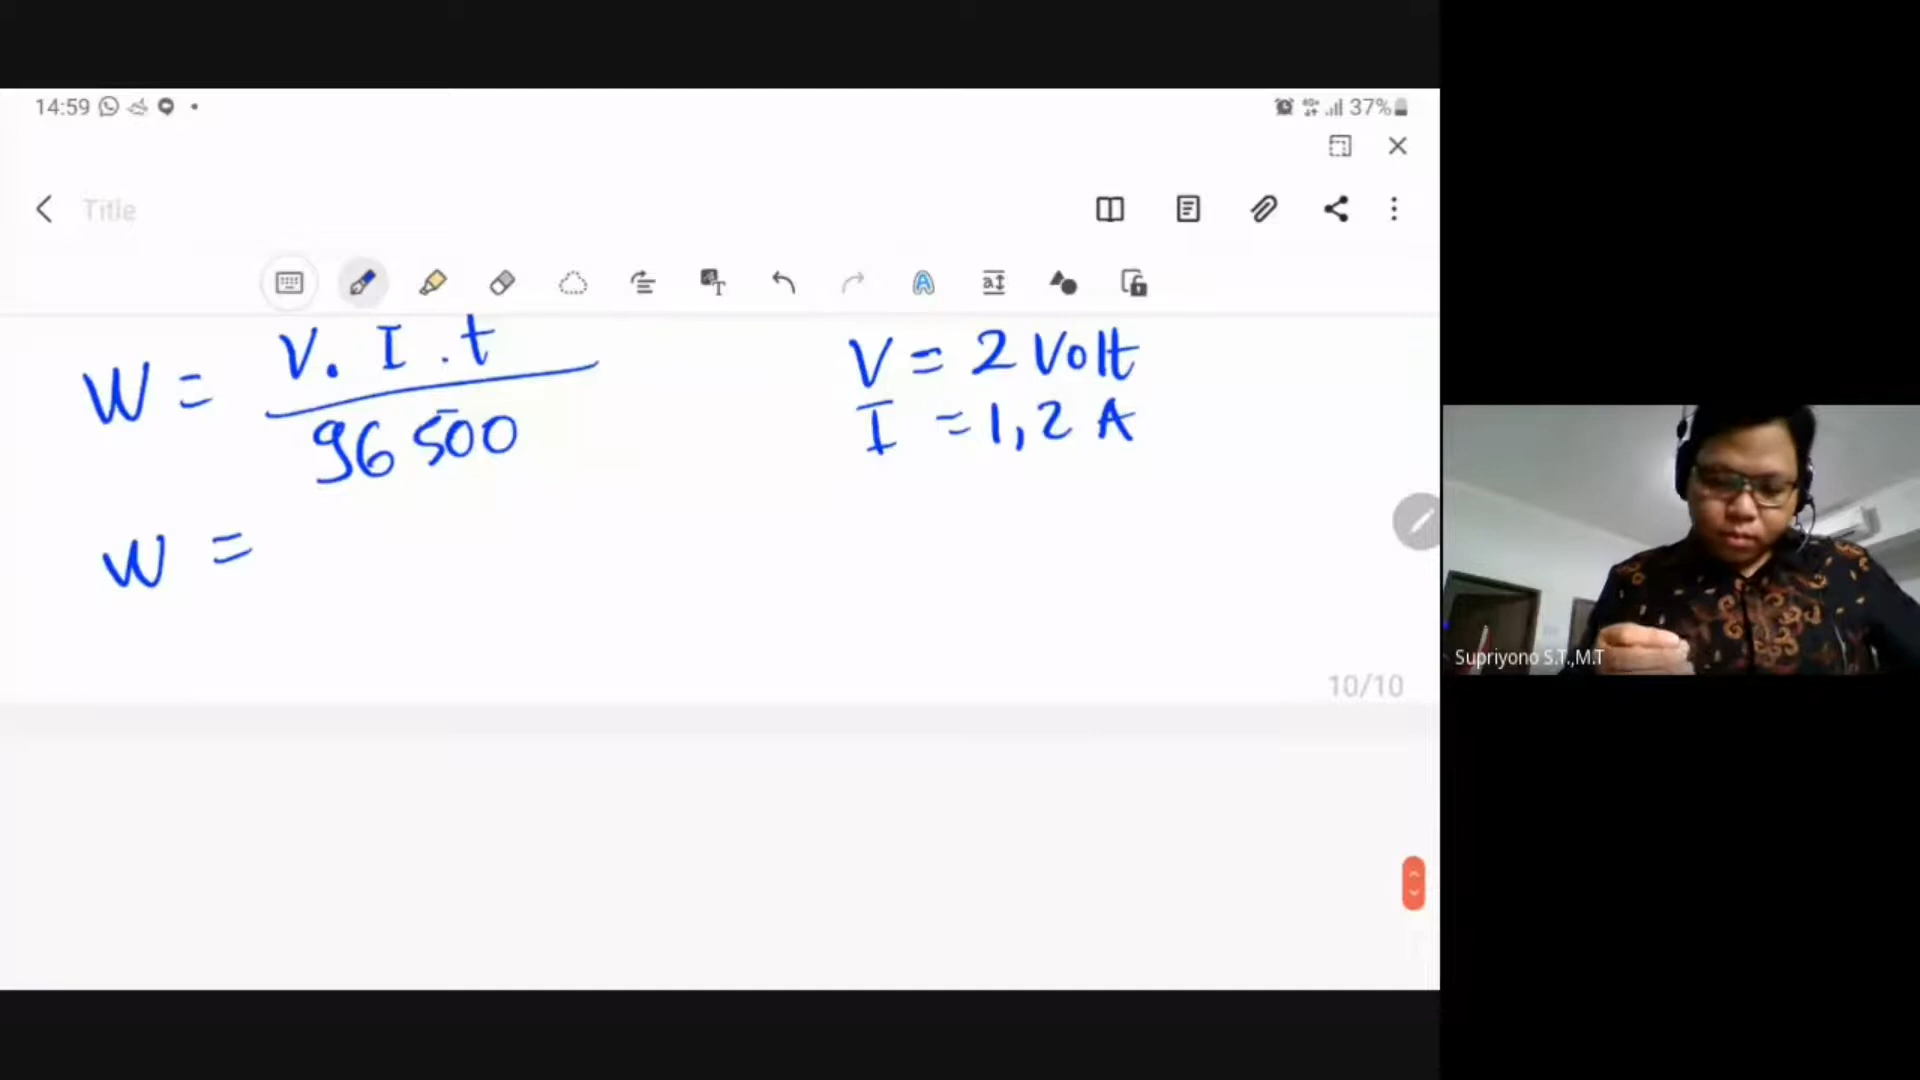 14:59
37%
Title
W = V. I . t
96 500
V = 2 Volt
I = 1,2 A
W =
10/10
Supriyono S.T.,M.T